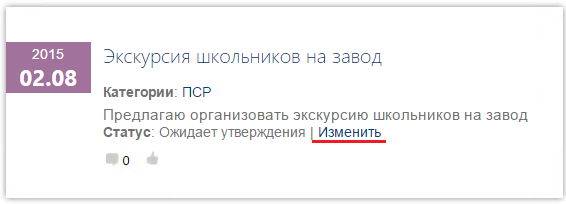 2015
02.08
Экскурсия школьников на завод
Категории: ПСР
Предлагаю организовать экскурсию школьников на завод
Статус: Ожидает утверждения | Изменить
0